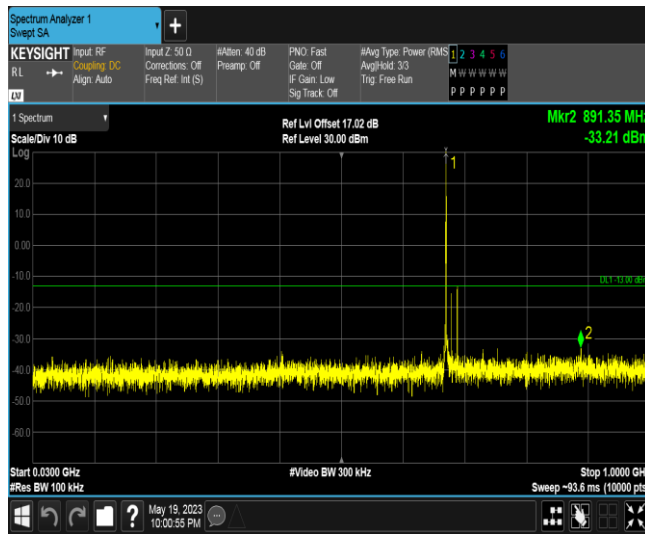 Spectrum Analyzer 1
Swept SA
+
KEYSIGHT
RL
LXI
Input: RF
Coupling: DC
Align: Auto
Input Z: 50 Ω
Corrections: Off
Freq Ref: Int (S)
#Atten: 40 dB
Preamp: Off
PNO: Fast
Gate: Off
IF Gain: Low
Sig Track: Off
#Avg Type: Power (RMS
Avg|Hold: 3/3
Trig: Free Run
1 2 3 4 5 6
M W W W W W
P P P P P P
1 Spectrum
Scale/Div 10 dB
Log
Ref Lvl Offset 17.02 dB
Ref Level 30.00 dBm
Mkr2 891.35 MHz
-33.21 dBm
1
20.0
10.0
0.00
-10.0
DL1 -13.00 dBm
-20.0
-30.0
2
-40.0
-50.0
-60.0
Start 0.0300 GHz
#Res BW 100 kHz
#Video BW 300 kHz
Stop 1.0000 GH
Sweep ~93.6 ms (10000 pts
?
May 19, 2023
10:00:55 PM